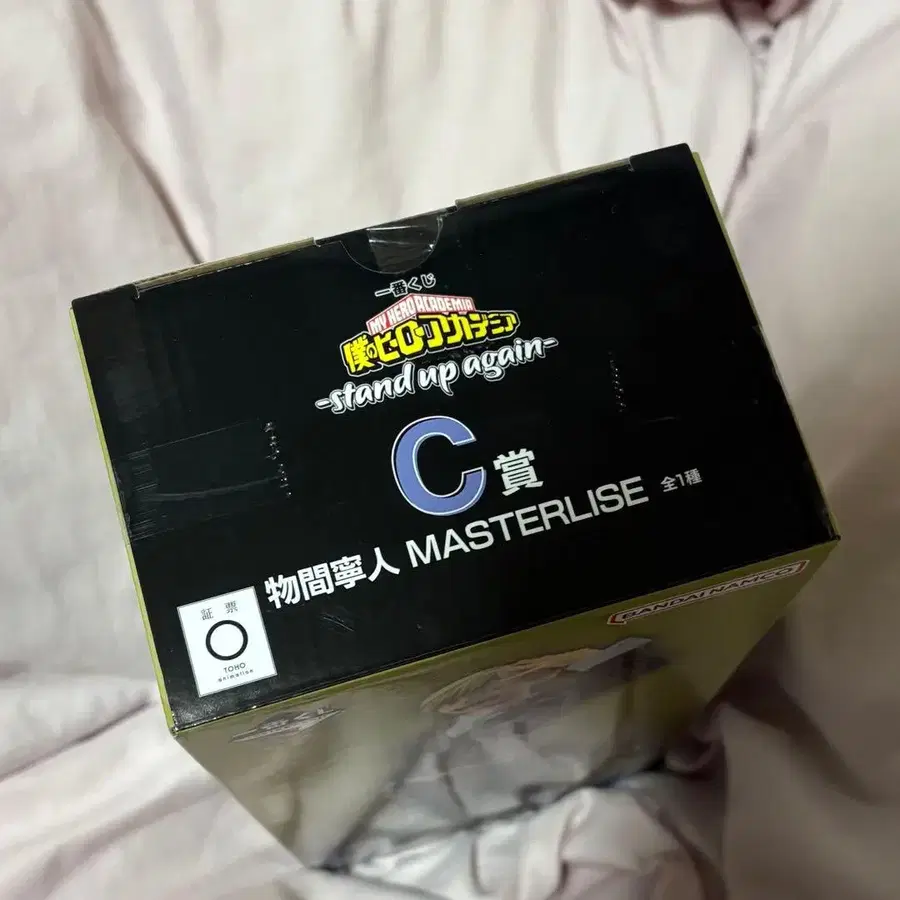 一番くじ
MY HERO ACADEMIA
僕のヒーローアカデミア
-stand up again-
C賞
物間寧人 MASTERLISE 全1種
証票
TOHO
animation
BANDAI NAMCO